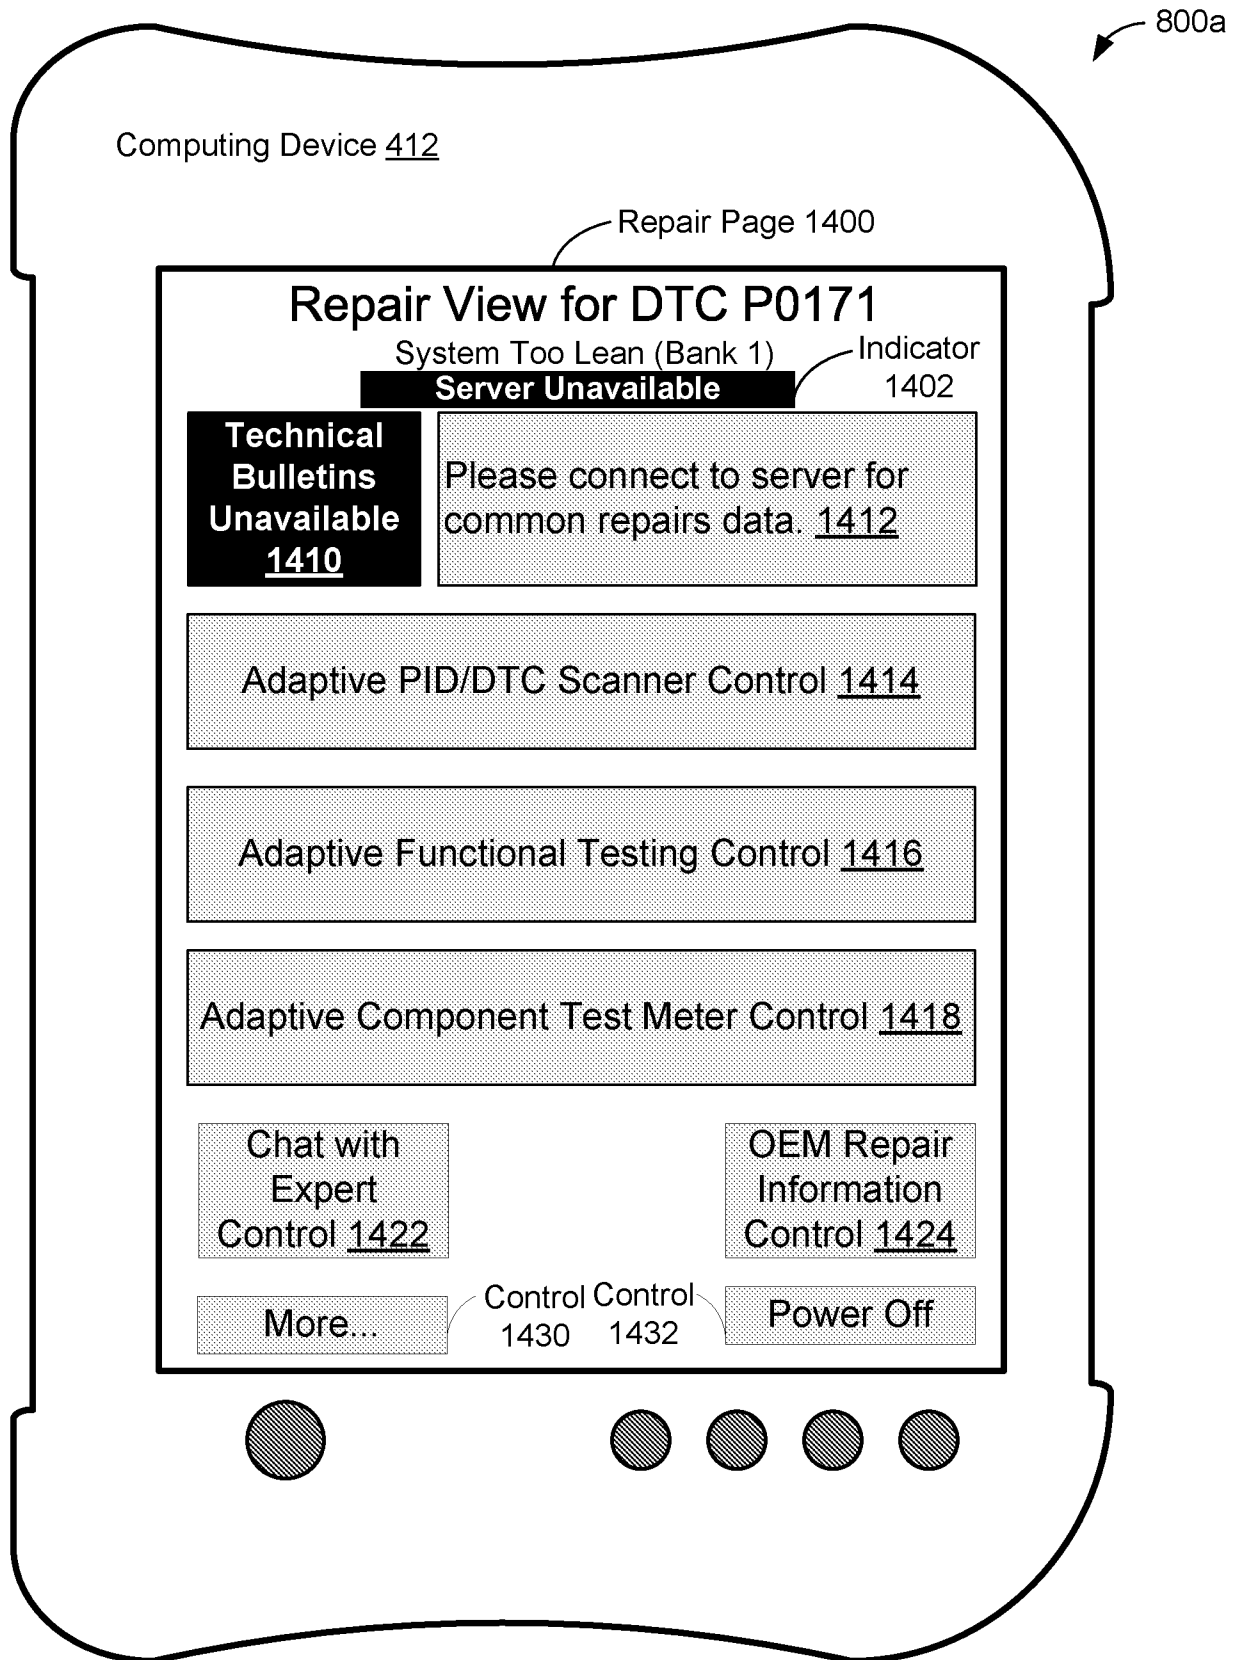 800a
Computing Device 412
Repair Page 1400
Repair View for DTC P0171
System Too Lean (Bank 1)
Indicator
1402
Server Unavailable
Technical
Bulletins
Unavailable
1410
Please connect to server for
common repairs data. 1412
Adaptive PID/DTC Scanner Control 1414
Adaptive Functional Testing Control 1416
Adaptive Component Test Meter Control 1418
Chat with
Expert
Control 1422
OEM Repair
Information
Control 1424
More...
Control
1430
Control
1432
Power Off